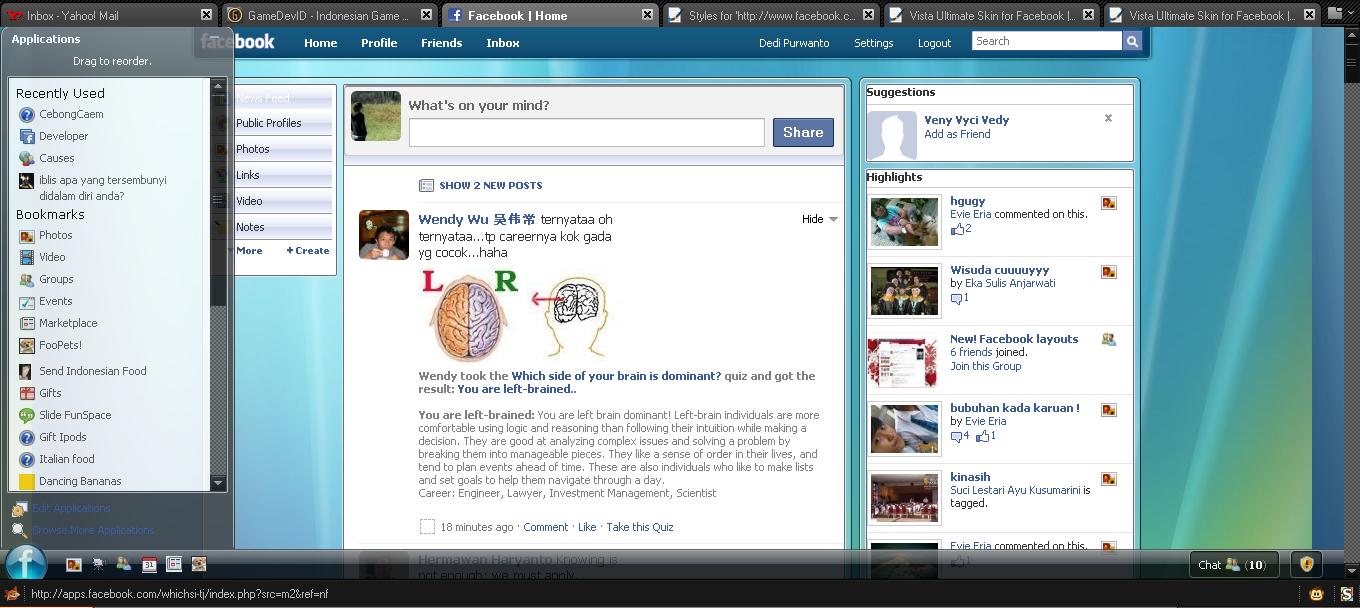 Inbox - Yahoo! Mail
GameDevID - Indonesian Game ...
Facebook | Home
Styles for 'http://www.facebook.c...
Vista Ultimate Skin for Facebook |...
Vista Ultimate Skin for Facebook |...
facebook
Home
Profile
Friends
Inbox
Dedi Purwanto
Settings
Logout
Search
Applications
Drag to reorder.
Recently Used
CebongCaem
Developer
Causes
iblis apa yang tersembunyi
didalam diri anda?
Bookmarks
Photos
Video
Groups
Events
Marketplace
FooPets!
Send Indonesian Food
Gifts
Slide FunSpace
Gift Ipods
Italian food
Dancing Bananas
Edit Applications
Browse More Applications
News Feed
Public Profiles
Photos
Links
Video
Notes
More
+ Create
What's on your mind?
Share
SHOW 2 NEW POSTS
Wendy Wu 吴伟常 ternyataa oh
ternyataa...tp careernya kok gada
yg cocok...haha
Hide
L R
Wendy took the Which side of your brain is dominant? quiz and got the
result: You are left-brained..
You are left-brained: You are left brain dominant! Left-brain individuals are more
comfortable using logic and reasoning than following their intuition while making a
decision. They are good at analyzing complex issues and solving a problem by
breaking them into manageable pieces. They like a sense of order in their lives, and
tend to plan events ahead of time. These are also individuals who like to make lists
and set goals to help them navigate through a day.
Career: Engineer, Lawyer, Investment Management, Scientist
18 minutes ago · Comment · Like · Take this Quiz
Hermawan Haryanto Knowing is
not enough; we must apply.
Suggestions
Veny Vyci Vedy
Add as Friend
x
Highlights
hgugy
Evie Eria commented on this.
2
Wisuda cuuuuyyy
by Eka Sulis Anjarwati
1
New! Facebook layouts
6 friends joined.
Join this Group
bubuhan kada karuan !
by Evie Eria
4 1
kinasih
Suci Lestari Ayu Kusumarini is
tagged.
Evie Eria commented on this.
1
f
31
Chat (10)
http://apps.facebook.com/whichsi-tj/index.php?src=m2&ref=nf